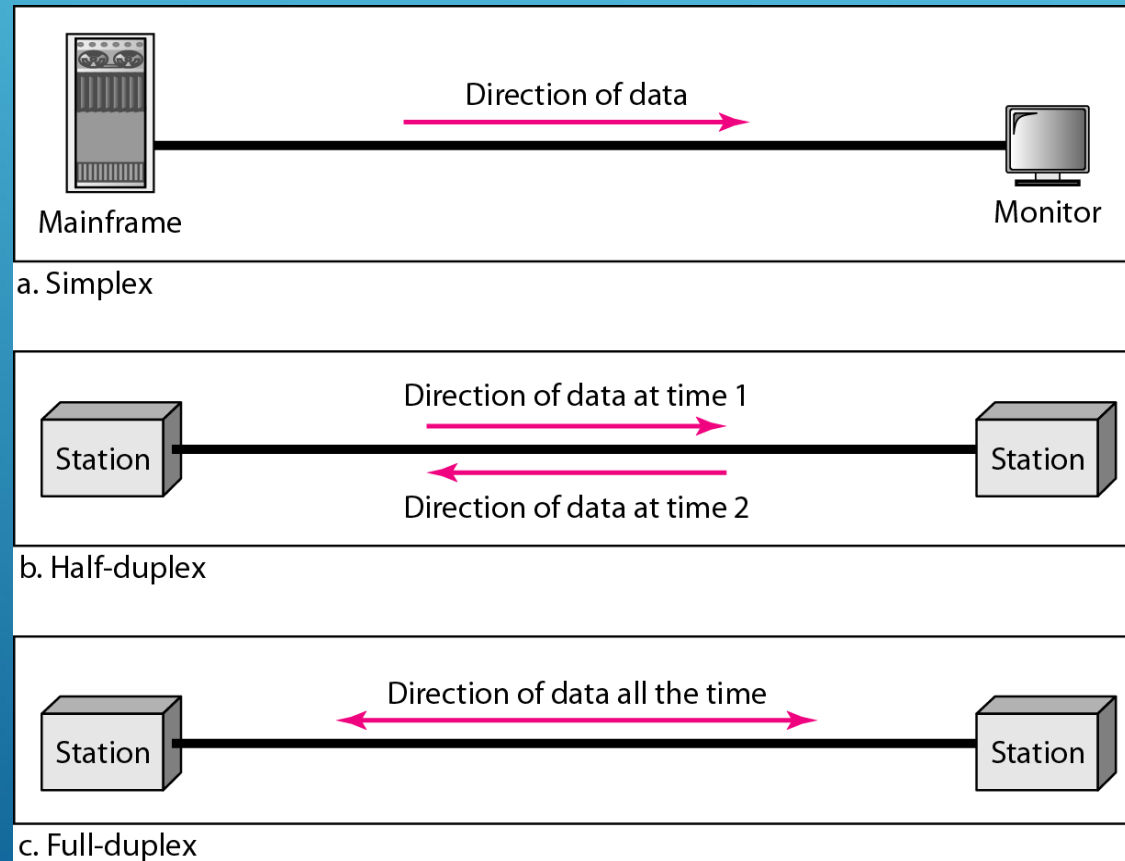 Direction of data
Mainframe
Monitor
a. Simplex
Direction of data at time 1
Station
Station
Direction of data at time 2
b. Half-duplex
Direction of data all the time
Station
Station
c. Full-duplex